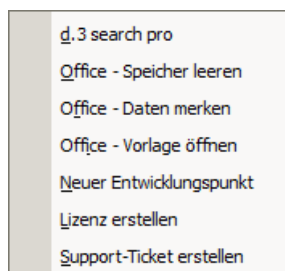 d.3 search pro
Office - Speicher leeren
Office - Daten merken
Office - Vorlage öffnen
Neuer Entwicklungspunkt
Lizenz erstellen
Support-Ticket erstellen